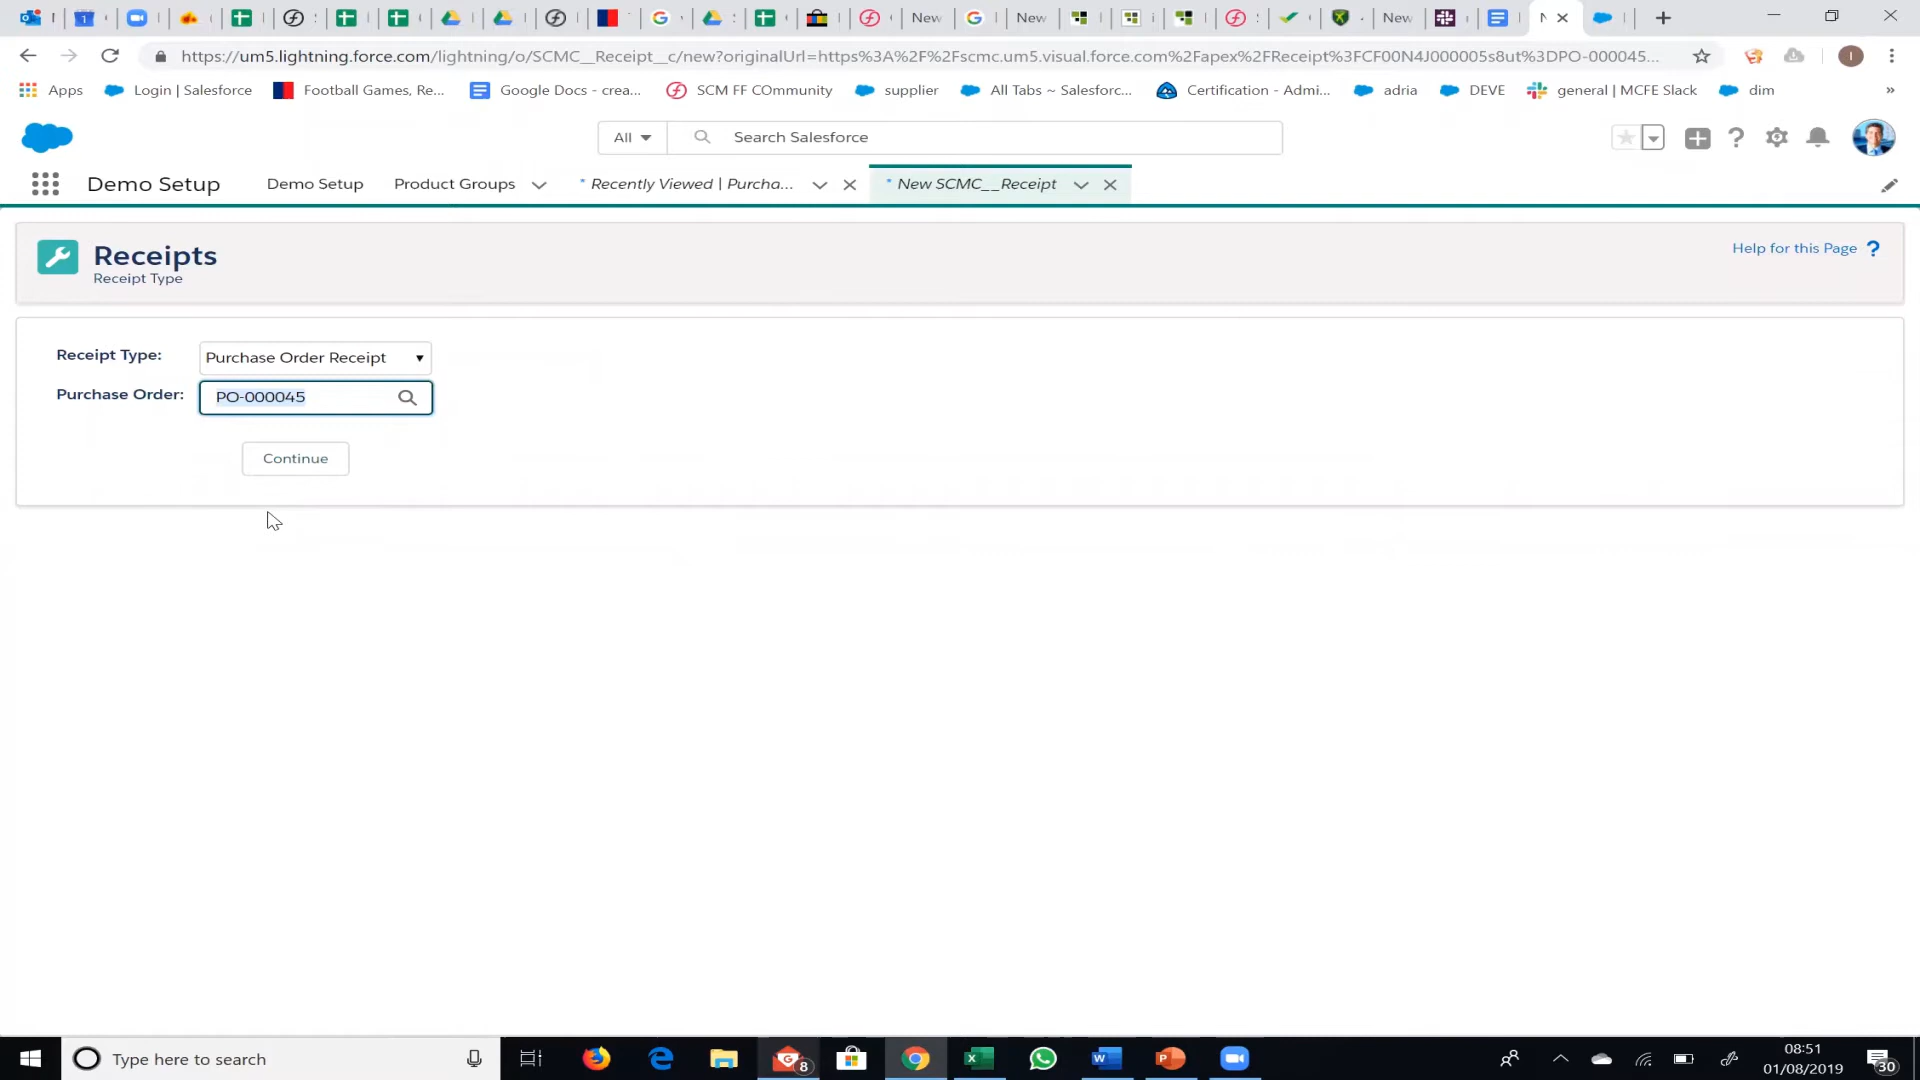 New
New
New
https://um5.lightning.force.com/lightning/o/SCMC__Receipt__c/new?originalUrl=https%3A%2F%2Fscmc.um5.visual.force.com%2Fapex%2FReceipt%3FCF00N4J000005s8ut%3DPO-000045...
Apps Login | Salesforce Football Games, Re... Google Docs - crea... SCM FF COmmunity supplier All Tabs ~ Salesforc... Certification - Admi... adria DEVE general | MCFE Slack dim »
All Search Salesforce
Demo Setup Demo Setup Product Groups * Recently Viewed | Purcha... * New SCMC__Receipt
Receipts
Receipt Type
Help for this Page ?
Receipt Type: Purchase Order Receipt
Purchase Order: PO-000045
Continue
Type here to search
8
08:51
01/08/2019
30